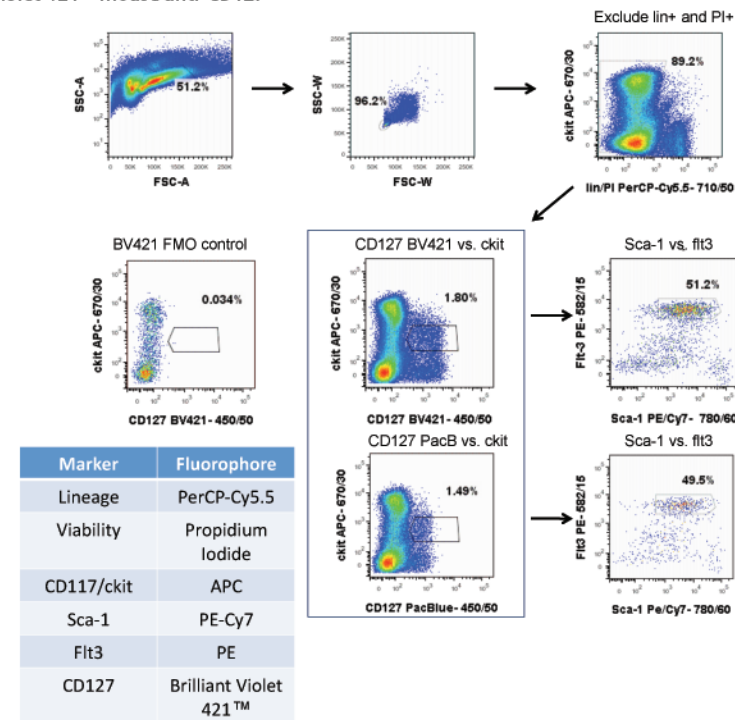 Exclude lin+ and PI+
SSC-A
51.2%
FSC-A
SSC-W
96.2%
FSC-W
ckit APC- 670/30
89.2%
lin/PI PerCP-Cy5.5- 710/50
BV421 FMO control
ckit APC- 670/30
0.034%
CD127 BV421- 450/50
CD127 BV421 vs. ckit
ckit APC- 670/30
1.80%
CD127 BV421- 450/50
Sca-1 vs. flt3
Flt-3 PE- 582/15
51.2%
Sca-1 PE/Cy7- 780/60
CD127 PacB vs. ckit
ckit APC- 670/30
1.49%
CD127 PacBlue- 450/50
Sca-1 vs. flt3
Flt3 PE- 582/15
49.5%
Sca-1 Pe/Cy7- 780/60
Marker Fluorophore
Lineage PerCP-Cy5.5
Viability Propidium
Iodide
CD117/ckit APC
Sca-1 PE-Cy7
Flt3 PE
CD127 Brilliant Violet
421™